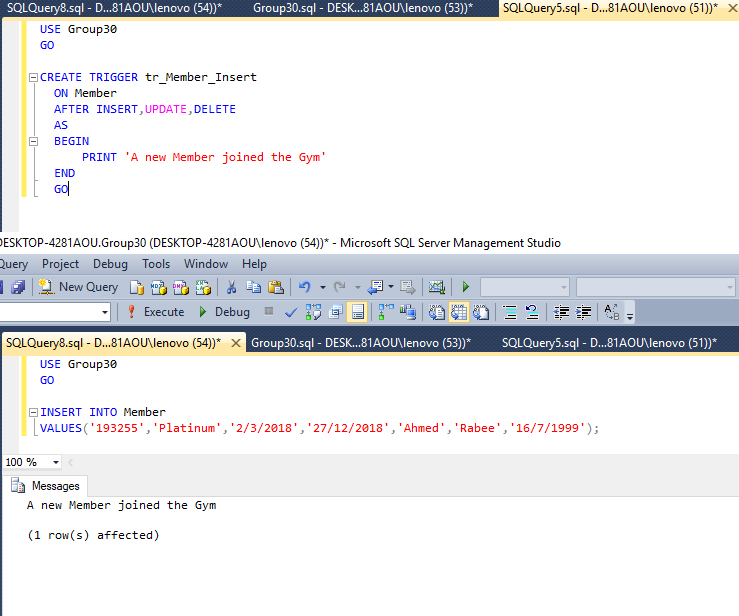 SQLQuery8.sql - D...81AOU\lenovo (54))* Group30.sql - DESK...81AOU\lenovo (53))* SQLQuery5.sql - D...81AOU\lenovo (51))* ✕
USE Group30
GO
CREATE TRIGGER tr_Member_Insert
ON Member
AFTER INSERT,UPDATE,DELETE
AS
BEGIN
PRINT 'A new Member joined the Gym'
END
GO
DESKTOP-4281AOU.Group30 (DESKTOP-4281AOU\lenovo (54))* - Microsoft SQL Server Management Studio
Query Project Debug Tools Window Help
New Query
Execute Debug
SQLQuery8.sql - D...81AOU\lenovo (54))* ✕ Group30.sql - DESK...81AOU\lenovo (53))* SQLQuery5.sql - D...81AOU\lenovo (51))*
USE Group30
GO
INSERT INTO Member
VALUES('193255','Platinum','2/3/2018','27/12/2018','Ahmed','Rabee','16/7/1999');
100 %
Messages
A new Member joined the Gym
(1 row(s) affected)